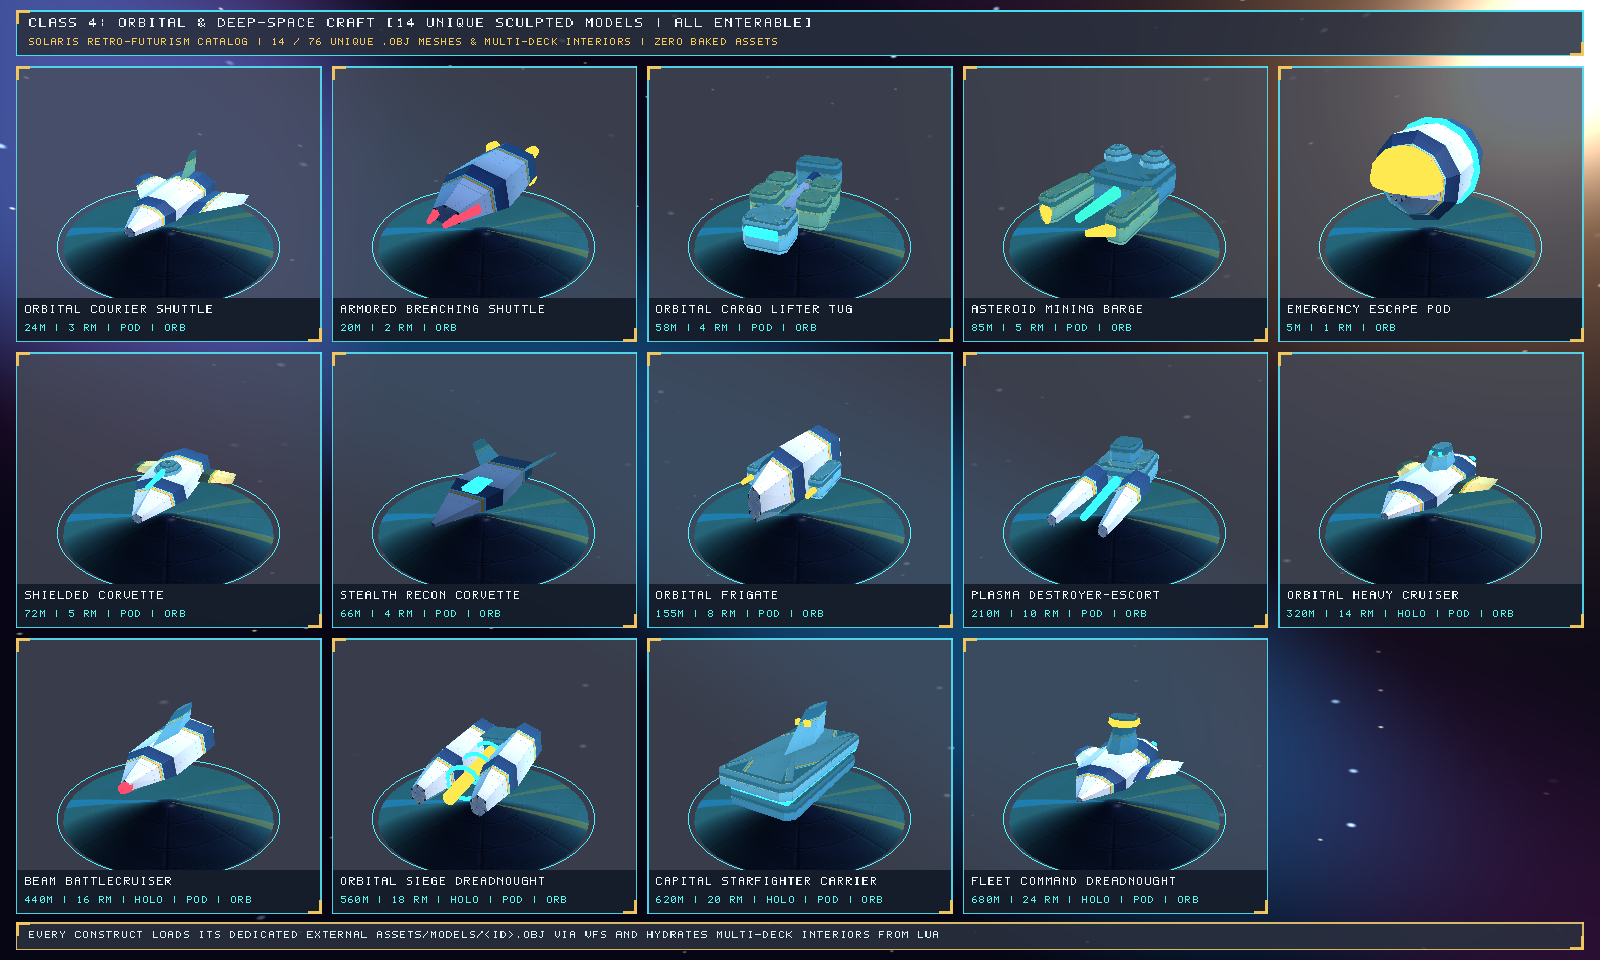 CLASS 4: ORBITAL & DEEP-SPACE CRAFT [14 UNIQUE SCULPTED MODELS | ALL ENTERABLE]
SOLARIS RETRO-FUTURISM CATALOG | 14 / 76 UNIQUE .OBJ MESHES & MULTI-DECK INTERIORS | ZERO BAKED ASSETS
ORBITAL COURIER SHUTTLE
24M | 3 RM | POD | ORB
ARMORED BREACHING SHUTTLE
20M | 2 RM | ORB
ORBITAL CARGO LIFTER TUG
58M | 4 RM | POD | ORB
ASTEROID MINING BARGE
85M | 5 RM | POD | ORB
EMERGENCY ESCAPE POD
5M | 1 RM | ORB
SHIELDED CORVETTE
72M | 5 RM | POD | ORB
STEALTH RECON CORVETTE
66M | 4 RM | POD | ORB
ORBITAL FRIGATE
155M | 8 RM | POD | ORB
PLASMA DESTROYER-ESCORT
210M | 10 RM | POD | ORB
ORBITAL HEAVY CRUISER
320M | 14 RM | HOLO | POD | ORB
BEAM BATTLECRUISER
440M | 16 RM | HOLO | POD | ORB
ORBITAL SIEGE DREADNOUGHT
560M | 18 RM | HOLO | POD | ORB
CAPITAL STARFIGHTER CARRIER
620M | 20 RM | HOLO | POD | ORB
FLEET COMMAND DREADNOUGHT
680M | 24 RM | HOLO | POD | ORB
EVERY CONSTRUCT LOADS ITS DEDICATED EXTERNAL ASSETS/MODELS/<ID>.OBJ VIA VFS AND HYDRATES MULTI-DECK INTERIORS FROM LUA